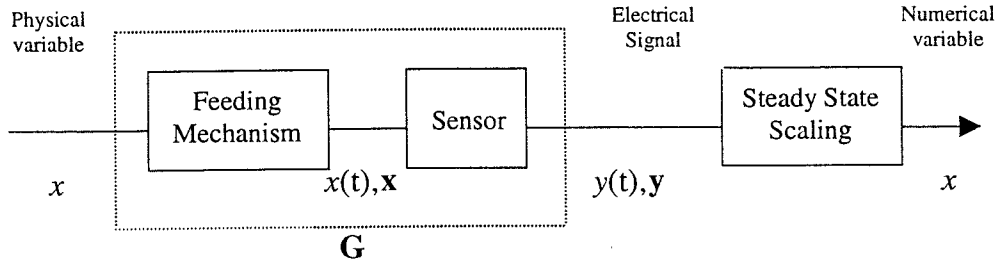 Physical
variable
Electrical
Signal
Numerical
variable
Feeding
Mechanism
Sensor
Steady State
Scaling
x
x(t),x
y(t),y
x
G